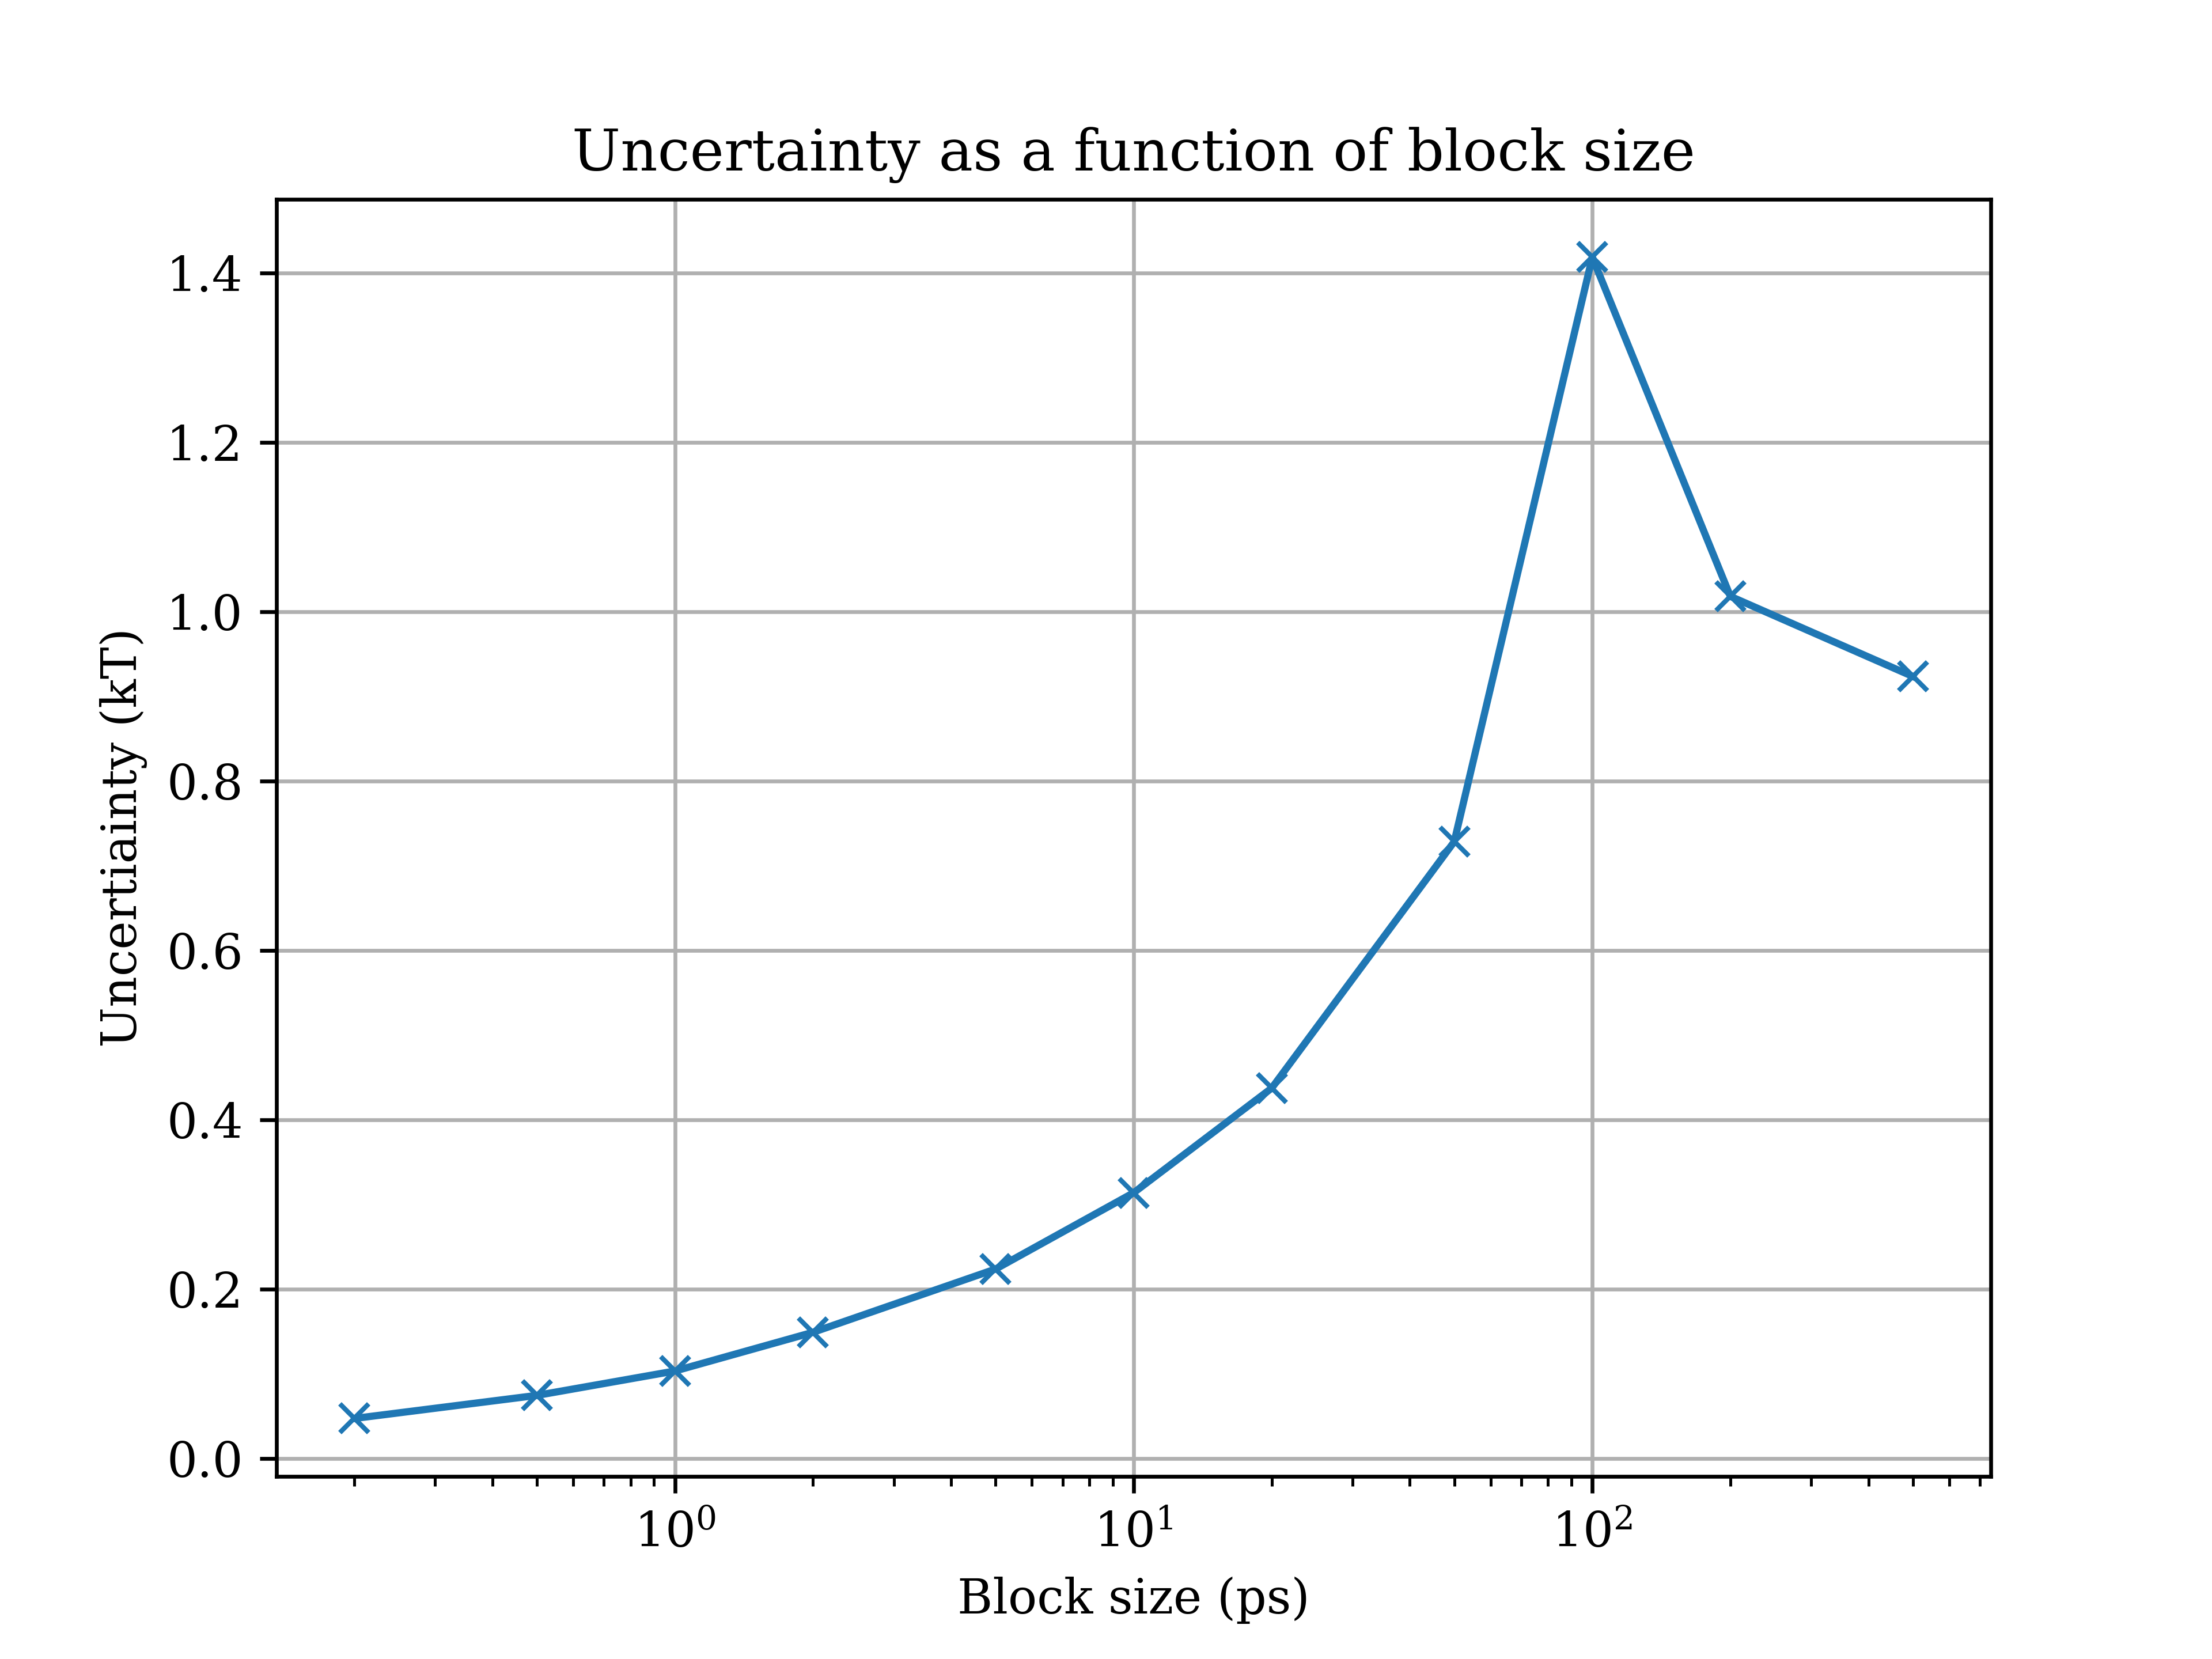 Uncertainty as a function of block size
Uncertiainty (kT)
1.4
1.2
1.0
0.8
0.6
0.4
0.2
0.0
10⁰ 10¹ 10²
Block size (ps)